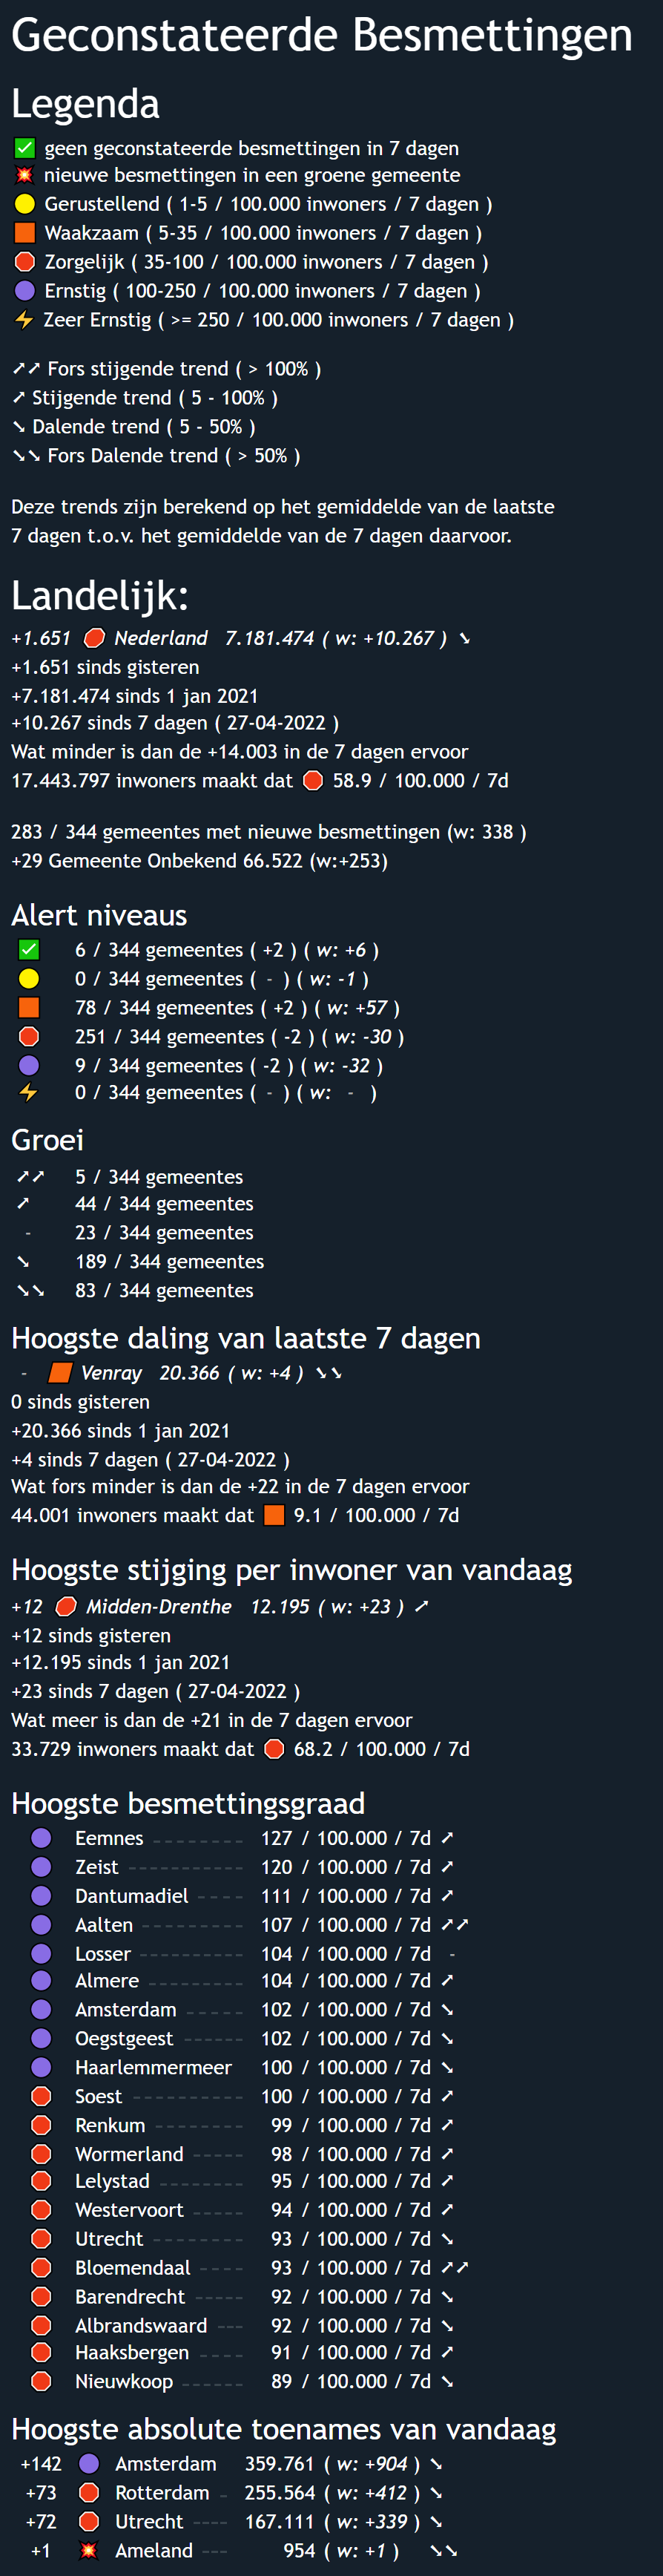 Geconstateerde Besmettingen
Legenda
✅ geen geconstateerde besmettingen in 7 dagen
💥 nieuwe besmettingen in een groene gemeente
🟡 Gerustellend ( 1-5 / 100.000 inwoners / 7 dagen )
🟧 Waakzaam ( 5-35 / 100.000 inwoners / 7 dagen )
🛑 Zorgelijk ( 35-100 / 100.000 inwoners / 7 dagen )
🟣 Ernstig ( 100-250 / 100.000 inwoners / 7 dagen )
⚡ Zeer Ernstig ( >= 250 / 100.000 inwoners / 7 dagen )
➚➚ Fors stijgende trend ( > 100% )
➚ Stijgende trend ( 5 - 100% )
➘ Dalende trend ( 5 - 50% )
➘➘ Fors Dalende trend ( > 50% )
Deze trends zijn berekend op het gemiddelde van de laatste
7 dagen t.o.v. het gemiddelde van de 7 dagen daarvoor.
Landelijk:
+1.651 🛑 Nederland 7.181.474 ( w: +10.267 ) ➘
+1.651 sinds gisteren
+7.181.474 sinds 1 jan 2021
+10.267 sinds 7 dagen ( 27-04-2022 )
Wat minder is dan de +14.003 in de 7 dagen ervoor
17.443.797 inwoners maakt dat 🛑 58.9 / 100.000 / 7d
283 / 344 gemeentes met nieuwe besmettingen (w: 338 )
+29 Gemeente Onbekend 66.522 (w:+253)
Alert niveaus
✅ 6 / 344 gemeentes ( +2 ) ( w: +6 )
🟡 0 / 344 gemeentes ( - ) ( w: -1 )
🟧 78 / 344 gemeentes ( +2 ) ( w: +57 )
🛑 251 / 344 gemeentes ( -2 ) ( w: -30 )
🟣 9 / 344 gemeentes ( -2 ) ( w: -32 )
⚡ 0 / 344 gemeentes ( - ) ( w: - )
Groei
➚➚ 5 / 344 gemeentes
➚ 44 / 344 gemeentes
- 23 / 344 gemeentes
➘ 189 / 344 gemeentes
➘➘ 83 / 344 gemeentes
Hoogste daling van laatste 7 dagen
- 🟧 Venray 20.366 ( w: +4 ) ➘➘
0 sinds gisteren
+20.366 sinds 1 jan 2021
+4 sinds 7 dagen ( 27-04-2022 )
Wat fors minder is dan de +22 in de 7 dagen ervoor
44.001 inwoners maakt dat 🟧 9.1 / 100.000 / 7d
Hoogste stijging per inwoner van vandaag
+12 🛑 Midden-Drenthe 12.195 ( w: +23 ) ➚
+12 sinds gisteren
+12.195 sinds 1 jan 2021
+23 sinds 7 dagen ( 27-04-2022 )
Wat meer is dan de +21 in de 7 dagen ervoor
33.729 inwoners maakt dat 🛑 68.2 / 100.000 / 7d
Hoogste besmettingsgraad
🟣 Eemnes --------- 127 / 100.000 / 7d ➚
🟣 Zeist ----------- 120 / 100.000 / 7d ➚
🟣 Dantumadiel ---- 111 / 100.000 / 7d ➚
🟣 Aalten ---------- 107 / 100.000 / 7d ➚➚
🟣 Losser ---------- 104 / 100.000 / 7d -
🟣 Almere --------- 104 / 100.000 / 7d ➚
🟣 Amsterdam ----- 102 / 100.000 / 7d ➘
🟣 Oegstgeest ------ 102 / 100.000 / 7d ➘
🟣 Haarlemmermeer 100 / 100.000 / 7d ➘
🛑 Soest ----------- 100 / 100.000 / 7d ➚
🛑 Renkum -------- 99 / 100.000 / 7d ➚
🛑 Wormerland ----- 98 / 100.000 / 7d ➚
🛑 Lelystad -------- 95 / 100.000 / 7d ➚
🛑 Westervoort ----- 94 / 100.000 / 7d ➚
🛑 Utrecht --------- 93 / 100.000 / 7d ➘
🛑 Bloemendaal ---- 93 / 100.000 / 7d ➚➚
🛑 Barendrecht ----- 92 / 100.000 / 7d ➘
🛑 Albrandswaard --- 92 / 100.000 / 7d ➘
🛑 Haaksbergen ---- 91 / 100.000 / 7d ➚
🛑 Nieuwkoop ------ 89 / 100.000 / 7d ➘
Hoogste absolute toenames van vandaag
+142 🟣 Amsterdam 359.761 ( w: +904 ) ➘
+73 🛑 Rotterdam - 255.564 ( w: +412 ) ➘
+72 🛑 Utrecht ---- 167.111 ( w: +339 ) ➘
+1 💥 Ameland --- 954 ( w: +1 ) ➘➘